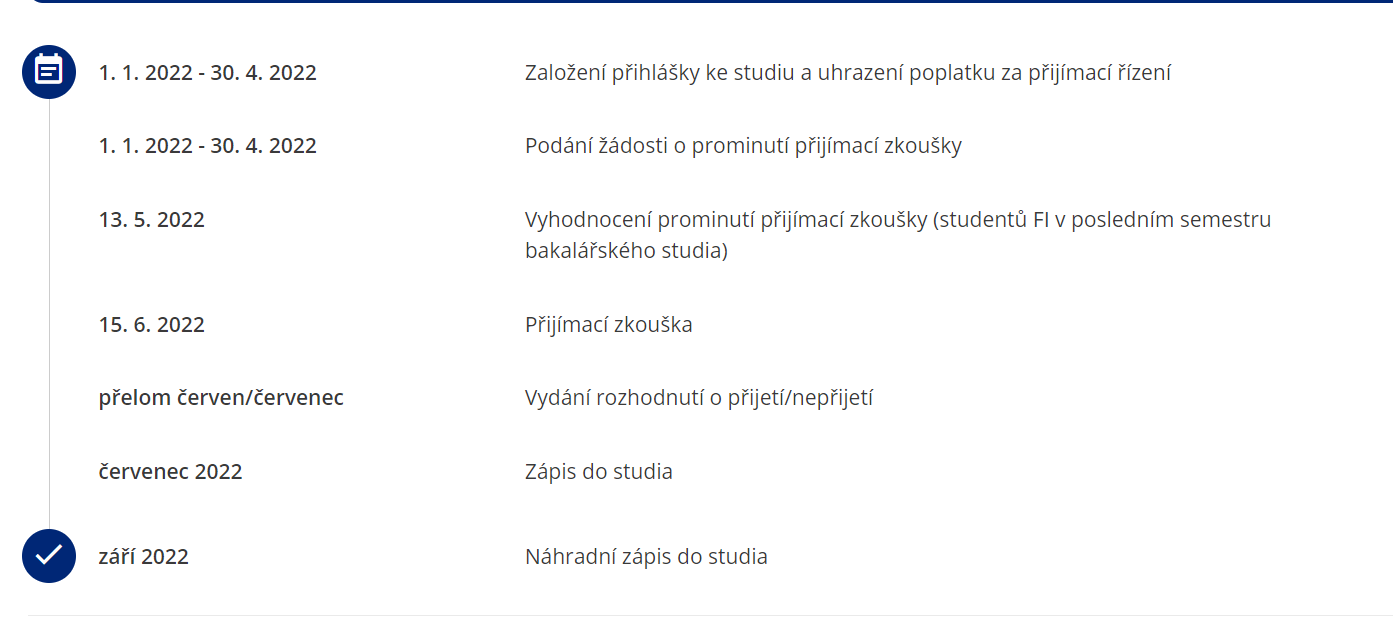 1. 1. 2022 - 30. 4. 2022 Založení přihlášky ke studiu a uhrazení poplatku za přijímací řízení
1. 1. 2022 - 30. 4. 2022 Podání žádosti o prominutí přijímací zkoušky
13. 5. 2022 Vyhodnocení prominutí přijímací zkoušky (studentů FI v posledním semestru
bakalářského studia)
15. 6. 2022 Přijímací zkouška
přelom červen/červenec Vydání rozhodnutí o přijetí/nepřijetí
červenec 2022 Zápis do studia
září 2022 Náhradní zápis do studia